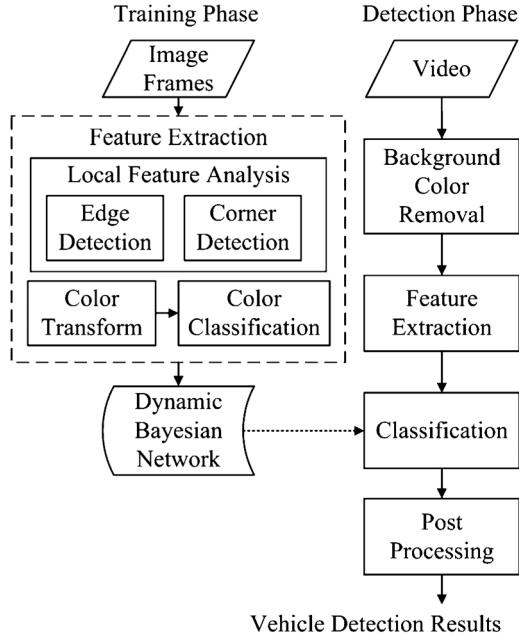 Training Phase
Image
Frames
Feature Extraction
Local Feature Analysis
Edge
Detection
Corner
Detection
Color
Transform
Color
Classification
Dynamic
Bayesian
Network
Detection Phase
Video
Background
Color
Removal
Feature
Extraction
Classification
Post
Processing
Vehicle Detection Results